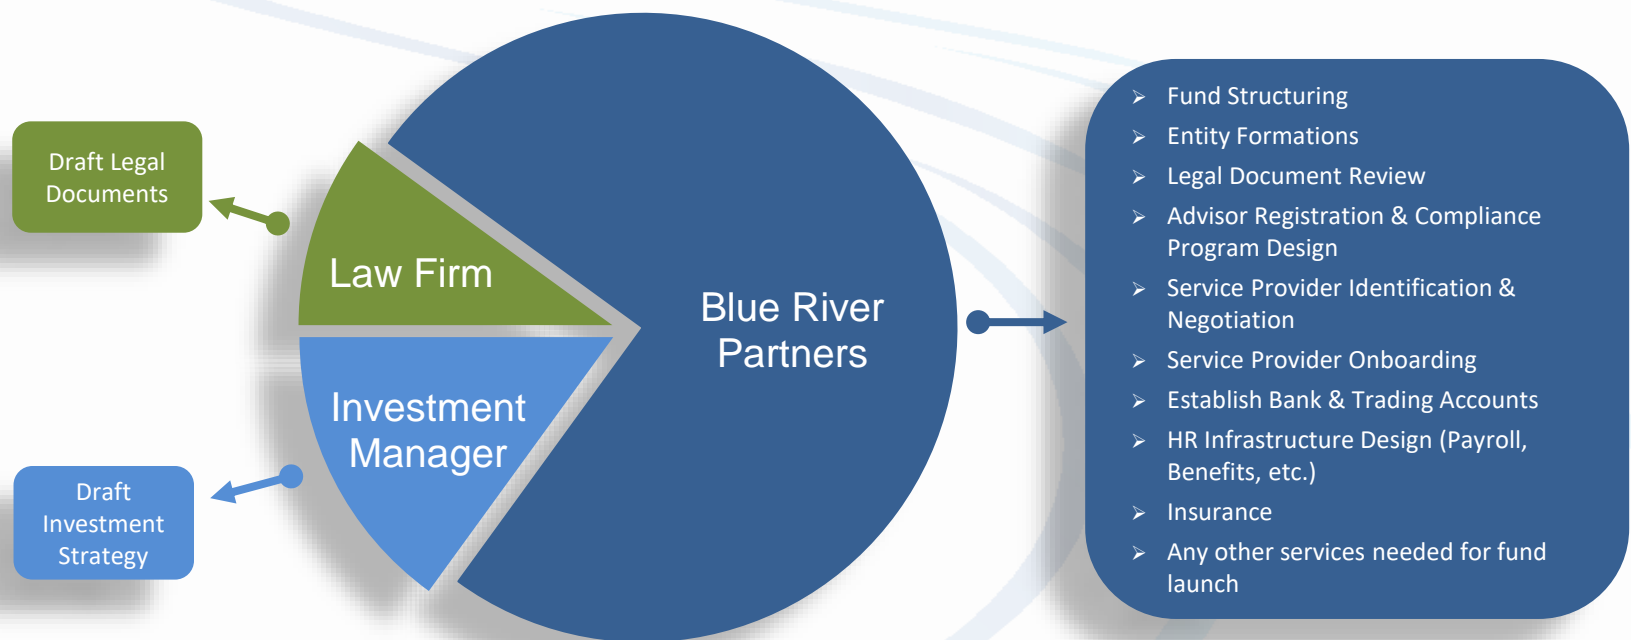 Draft Legal
Documents
Law Firm
Investment
Manager
Draft
Investment
Strategy
Blue River
Partners
➢ Fund Structuring
➢ Entity Formations
➢ Legal Document Review
➢ Advisor Registration & Compliance
Program Design
➢ Service Provider Identification &
Negotiation
➢ Service Provider Onboarding
➢ Establish Bank & Trading Accounts
➢ HR Infrastructure Design (Payroll,
Benefits, etc.)
➢ Insurance
➢ Any other services needed for fund
launch